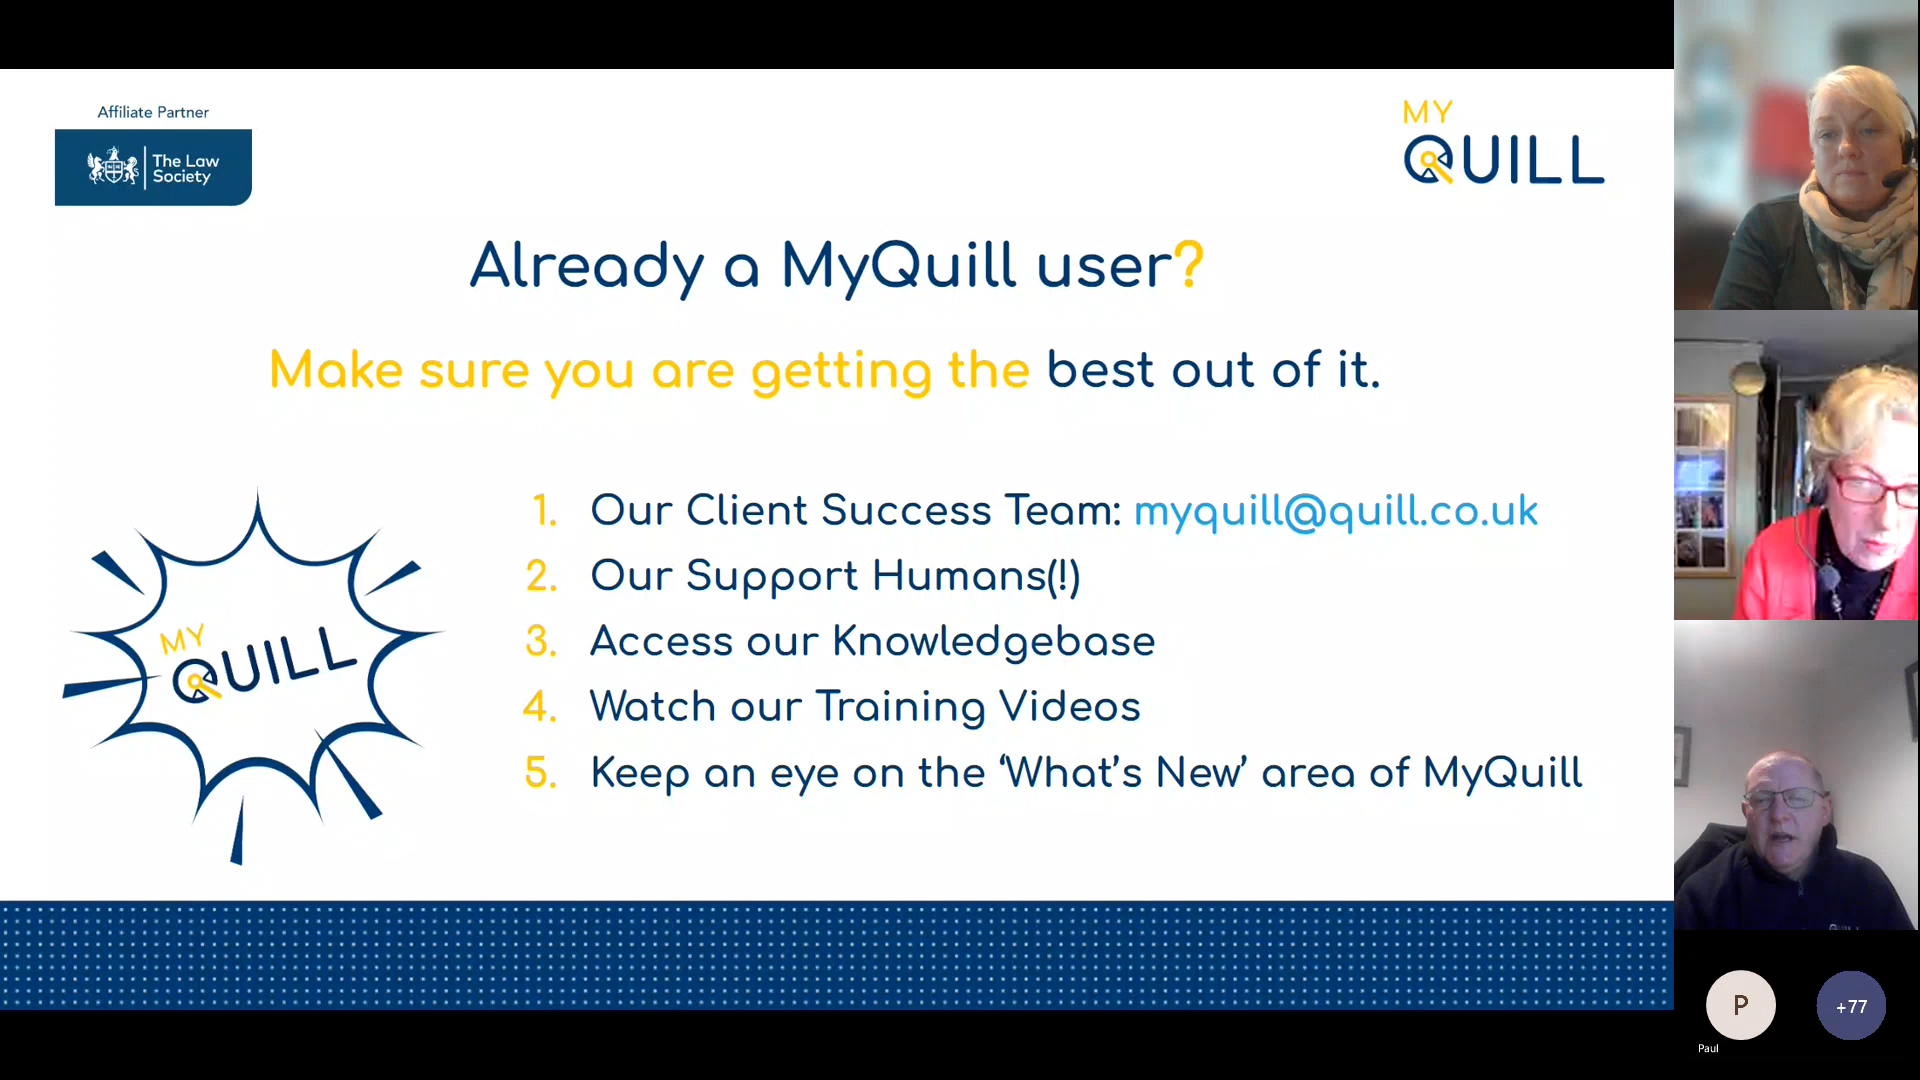 Affiliate Partner
The Law
Society
MY
QUILL
Already a MyQuill user?
Make sure you are getting the best out of it.
1. Our Client Success Team: myquill@quill.co.uk
2. Our Support Humans(!)
3. Access our Knowledgebase
4. Watch our Training Videos
5. Keep an eye on the ‘What’s New’ area of MyQuill
MY
QUILL
P
+77
Paul